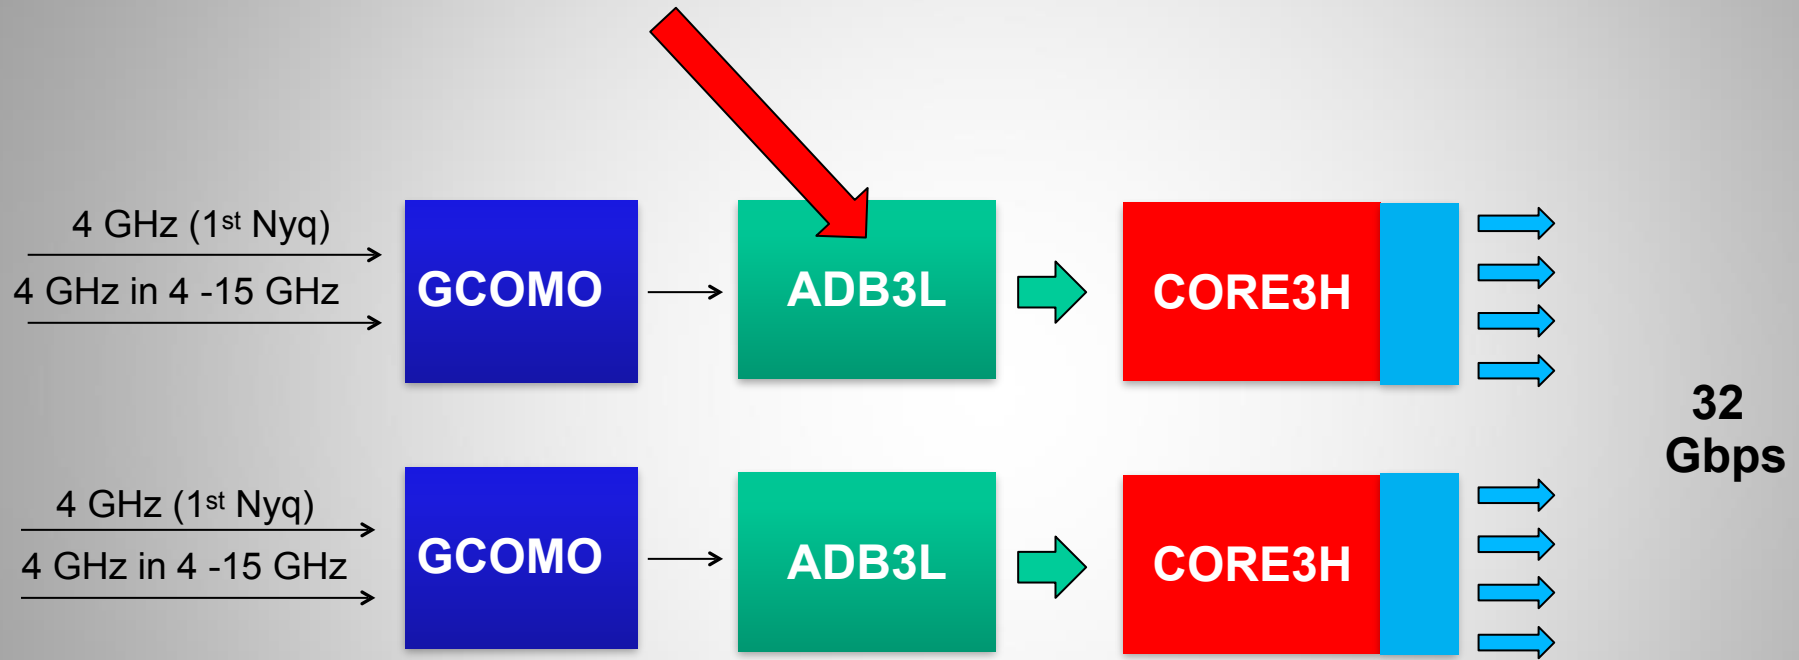 4 GHz (1st Nyq)
4 GHz in 4 -15 GHz
GCOMO
ADB3L
CORE3H
32
Gbps
4 GHz (1st Nyq)
4 GHz in 4 -15 GHz
GCOMO
ADB3L
CORE3H